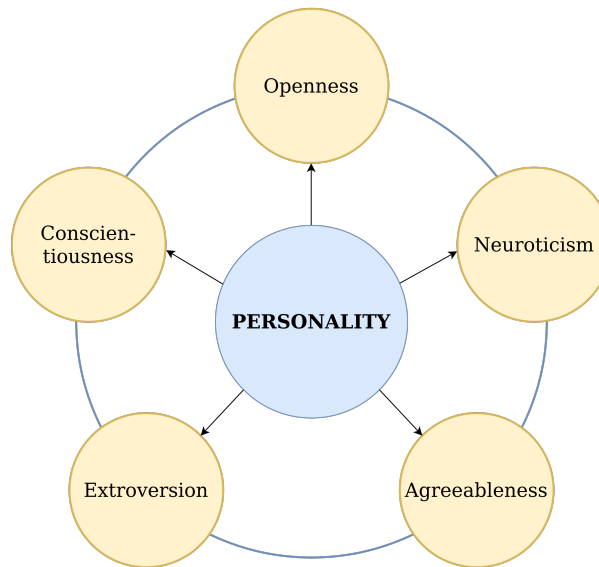 Openness
Conscien-
tiousness
Neuroticism
PERSONALITY
Extroversion
Agreeableness